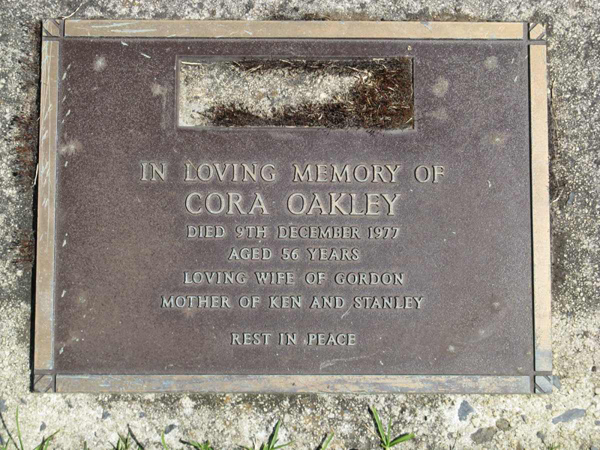 IN LOVING MEMORY OF
CORA OAKLEY
DIED 9TH DECEMBER 1977
AGED 56 YEARS
LOVING WIFE OF GORDON
MOTHER OF KEN AND STANLEY
REST IN PEACE